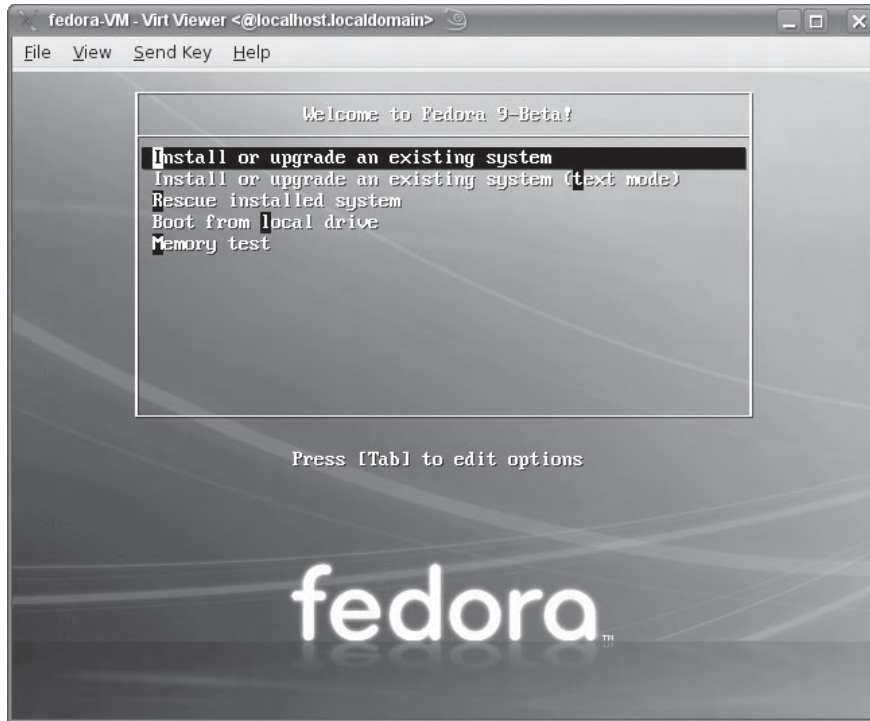 fedora-VM - Virt Viewer <@localhost.localdomain>
File View Send Key Help
Welcome to Fedora 9-Beta!
Install or upgrade an existing system
Install or upgrade an existing system (text mode)
Rescue installed system
Boot from local drive
Memory test
Press [Tab] to edit options
fedora™